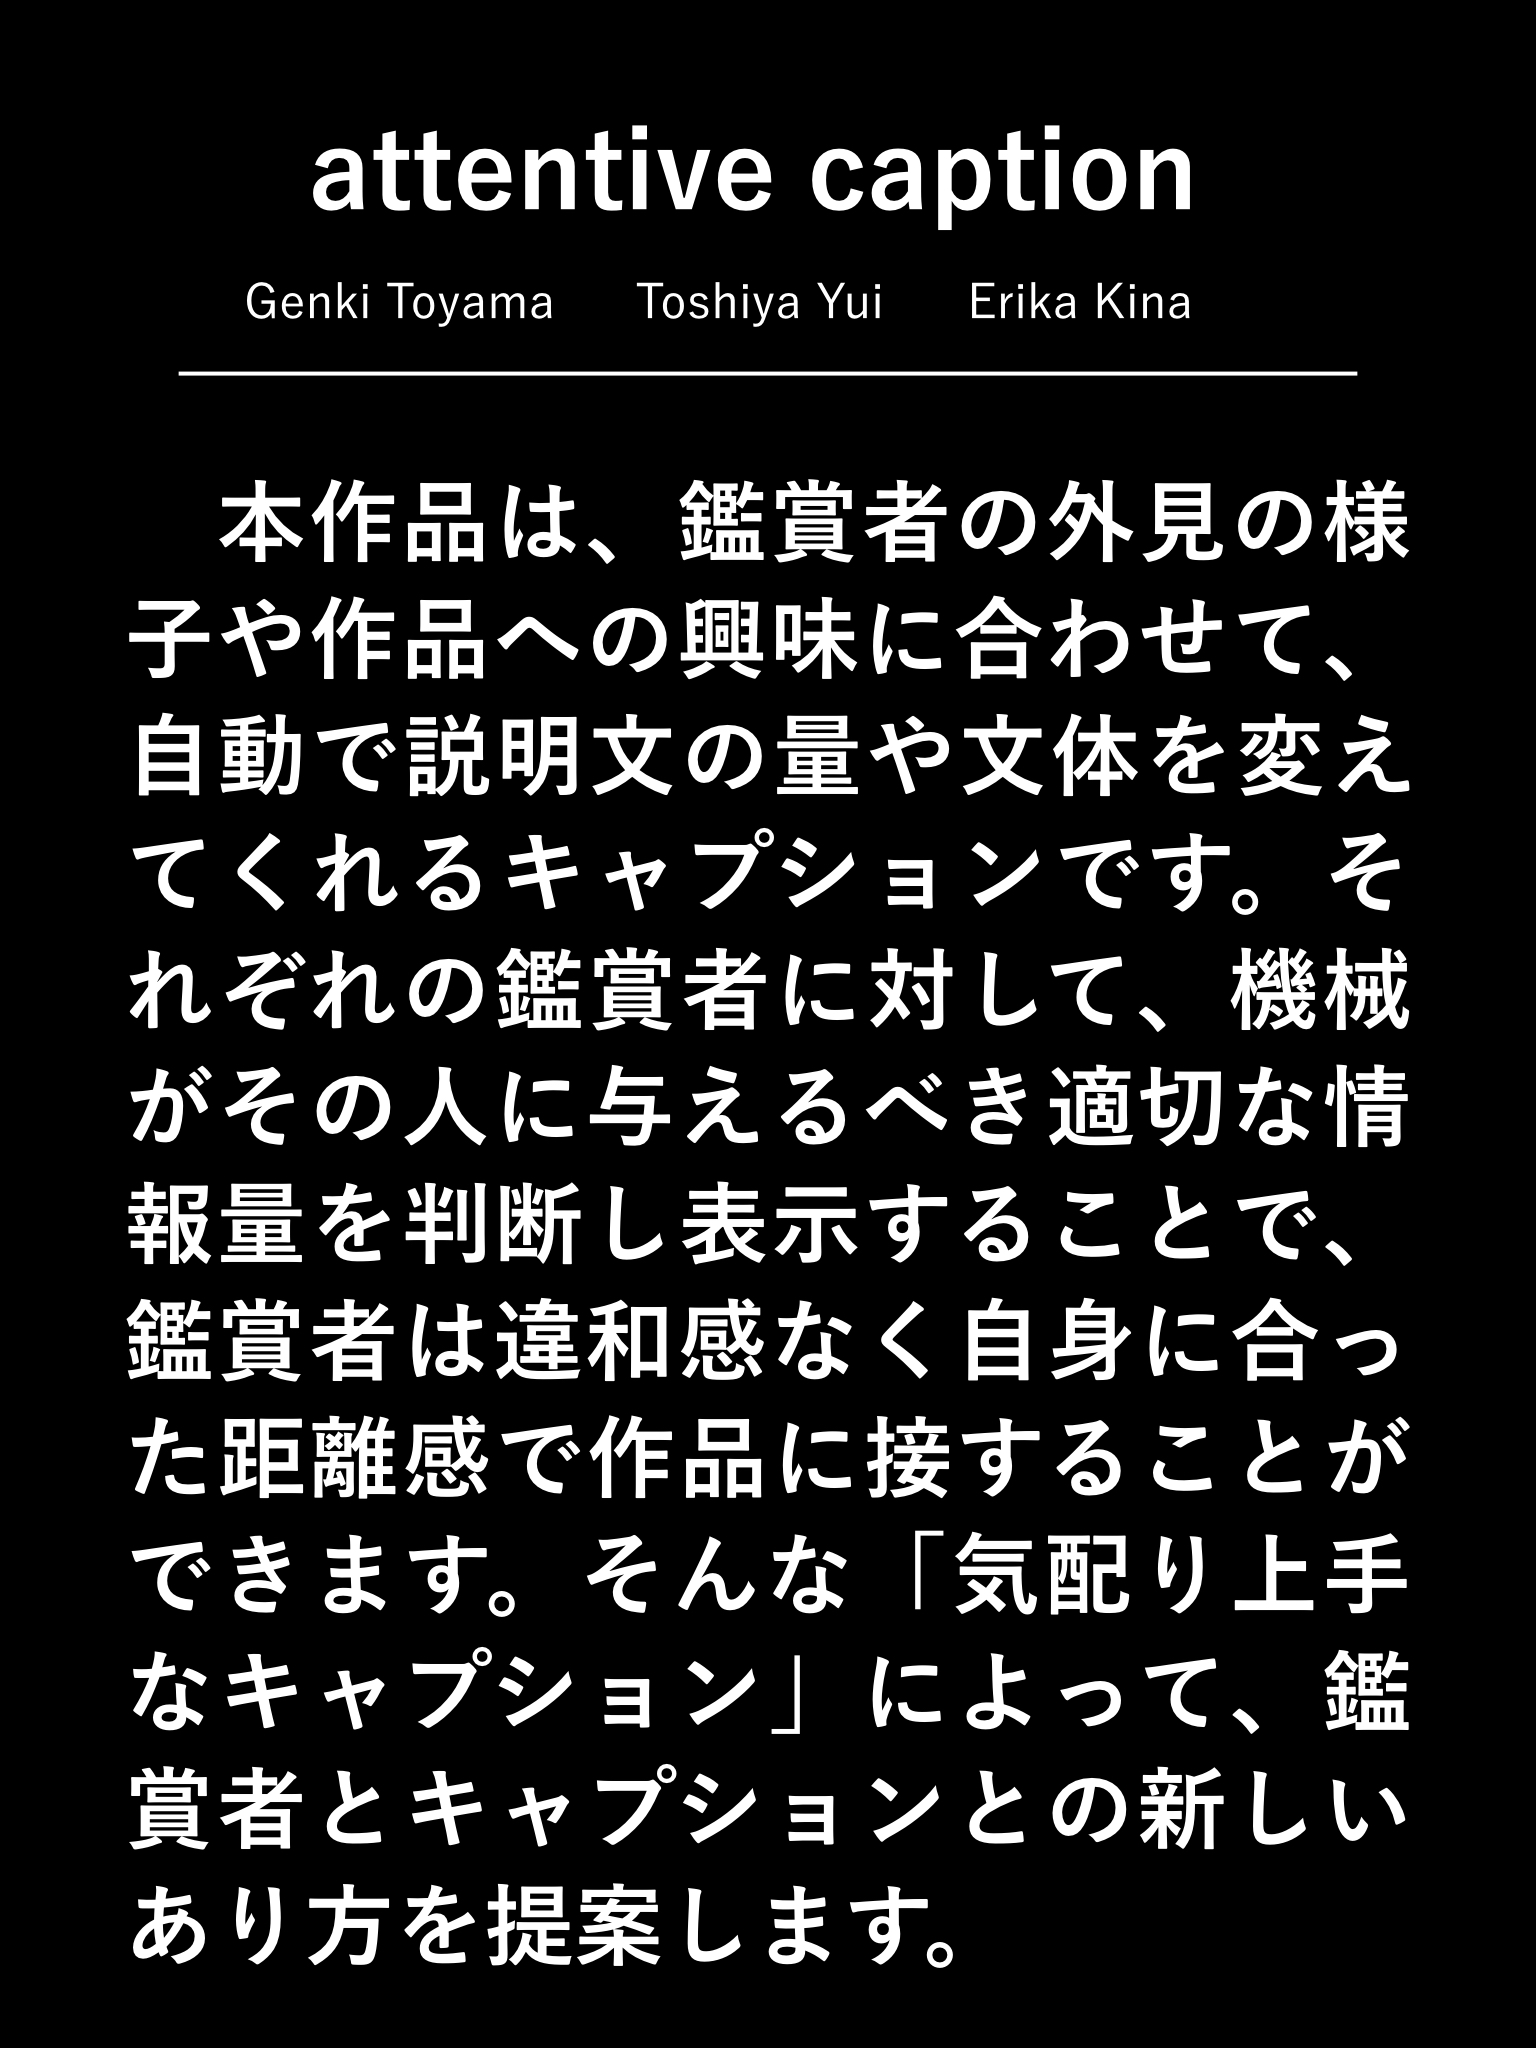 attentive caption
Genki Toyama Toshiya Yui Erika Kina
本作品は、鑑賞者の外見の様
子や作品への興味に合わせて、
自動で説明文の量や文体を変え
てくれるキャプションです。そ
れぞれの鑑賞者に対して、機械
がその人に与えるべき適切な情
報量を判断し表示することで、
鑑賞者は違和感なく自身に合っ
た距離感で作品に接することが
できます。そんな「気配り上手
なキャプション」によって、鑑
賞者とキャプションとの新しい
あり方を提案します。